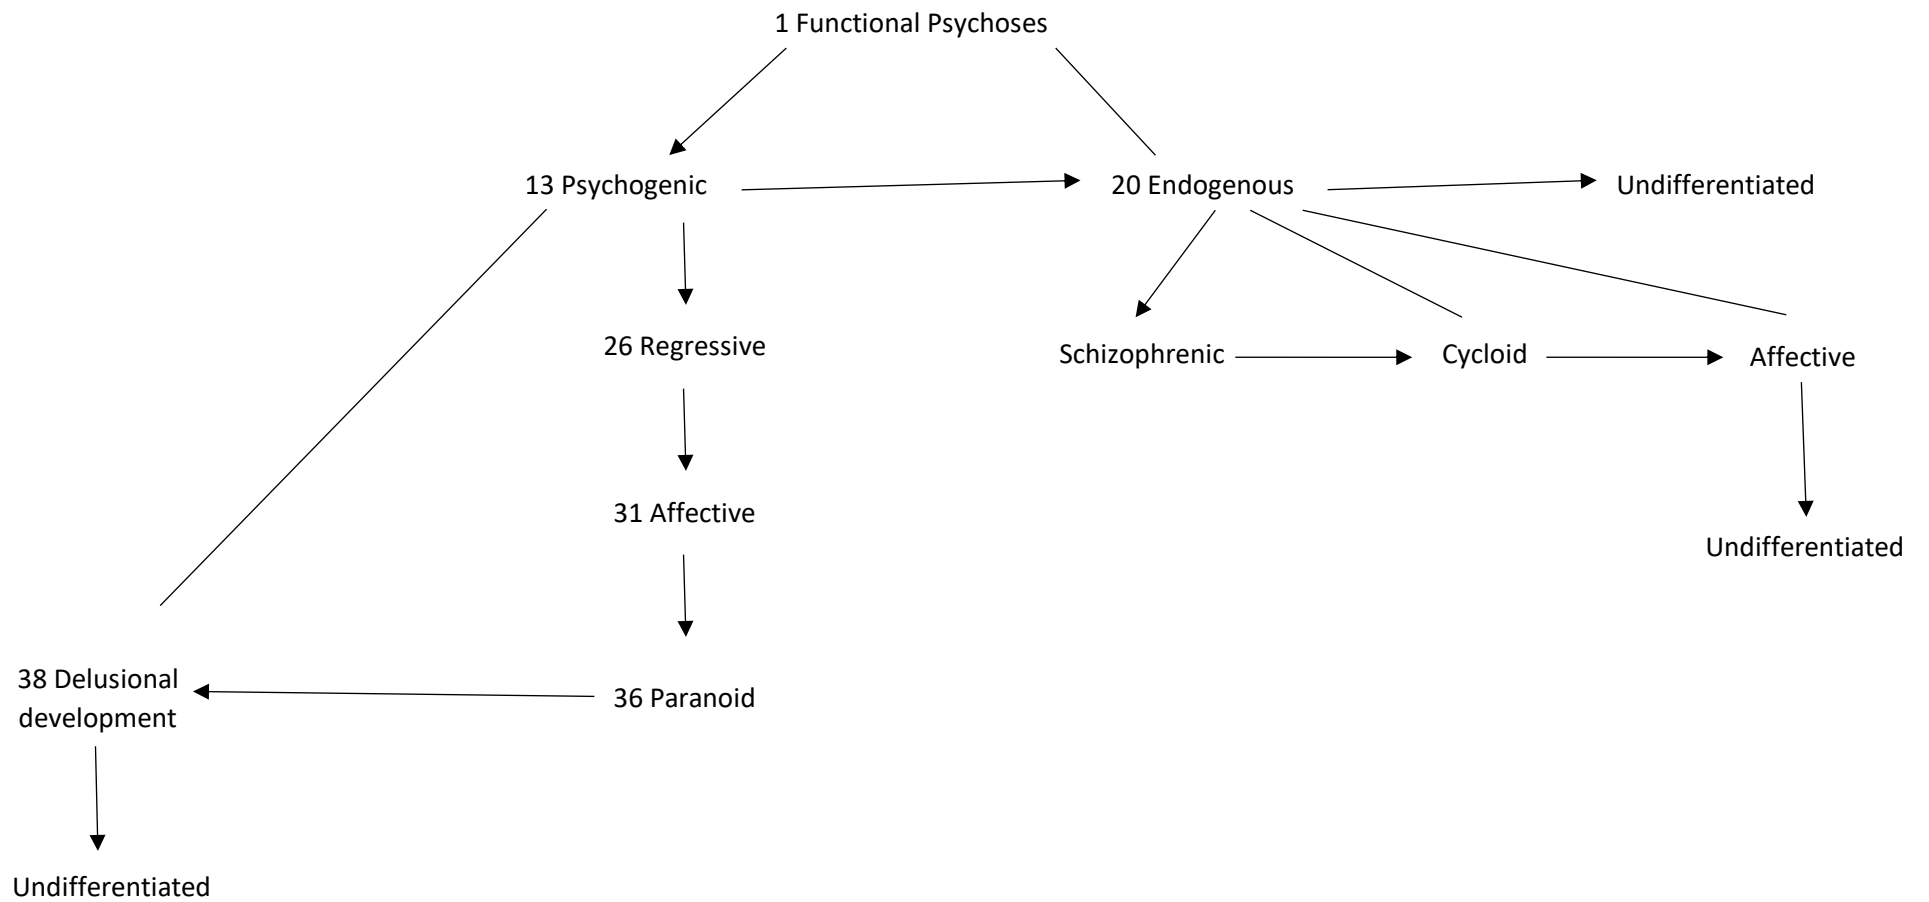 1 Functional Psychoses
13 Psychogenic
20 Endogenous
Undifferentiated
26 Regressive
Schizophrenic
Cycloid
Affective
31 Affective
Undifferentiated
38 Delusional
development
36 Paranoid
Undifferentiated